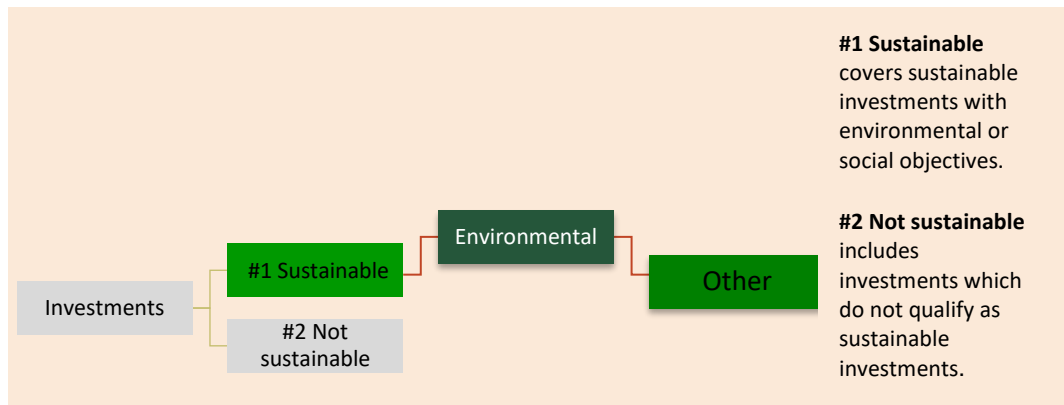 Investments
#1 Sustainable
#2 Not
sustainable
Environmental
Other
#1 Sustainable
covers sustainable
investments with
environmental or
social objectives.
#2 Not sustainable
includes
investments which
do not qualify as
sustainable
investments.